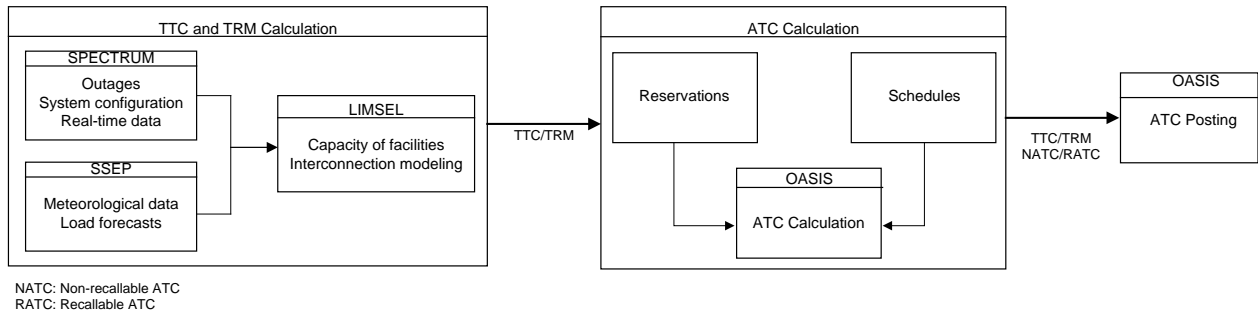 TTC and TRM Calculation
SPECTRUM
Outages
System configuration
Real-time data
SSEP
Meteorological data
Load forecasts
LIMSEL
Capacity of facilities
Interconnection modeling
TTC/TRM
ATC Calculation
Reservations
Schedules
OASIS
ATC Calculation
TTC/TRM
NATC/RATC
OASIS
ATC Posting
NATC: Non-recallable ATC
RATC: Recallable ATC